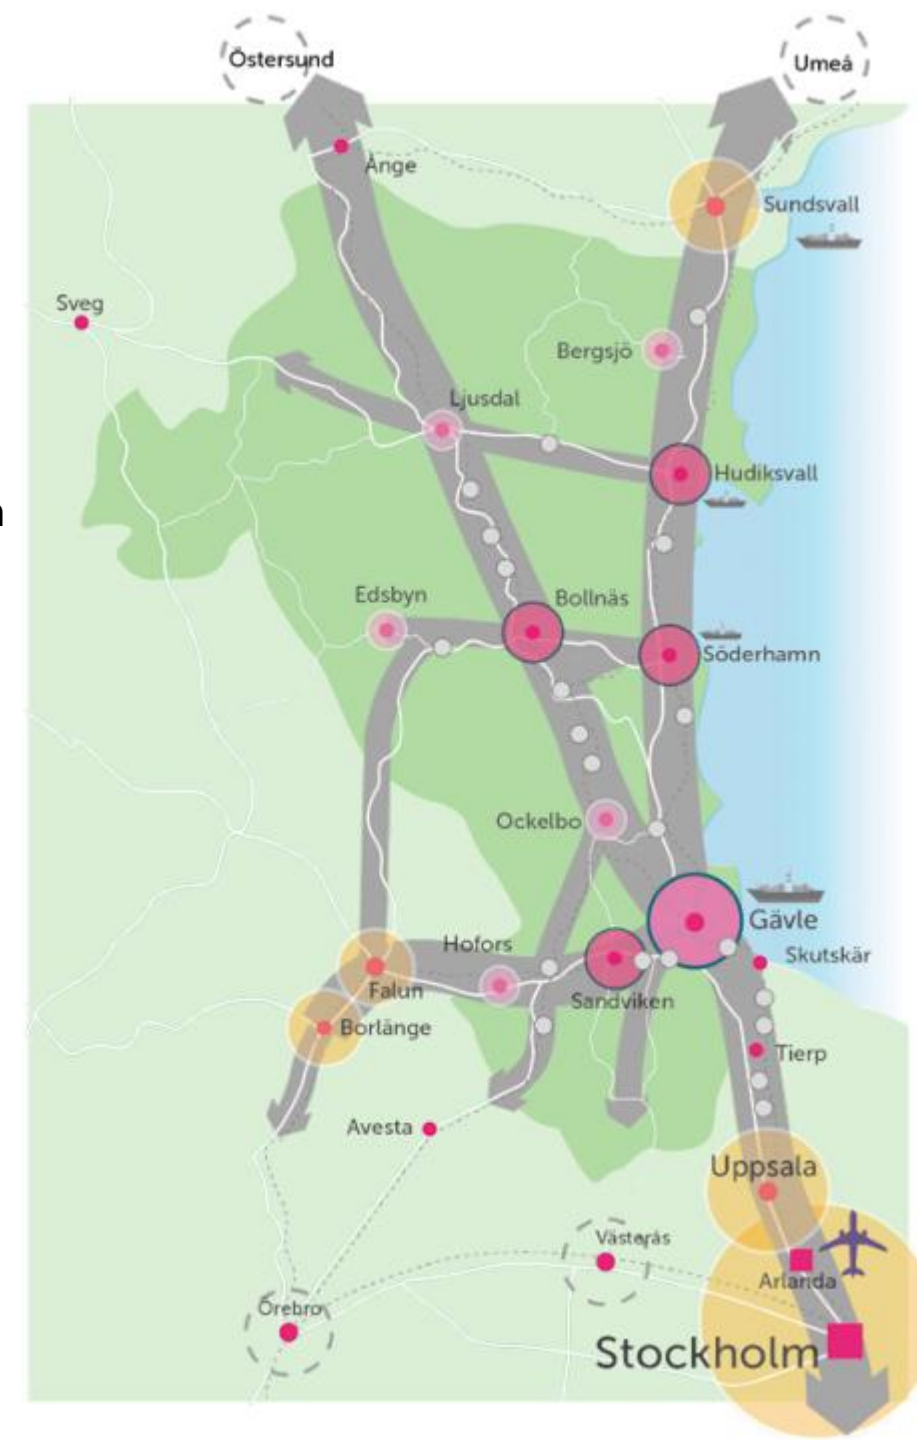 Östersund
Umeå
Ånge
Sundsvall
Sveg
Bergsjö
Ljusdal
Hudiksvall
Edsbyn
Bollnäs
Söderhamn
Ockelbo
Gävle
Hofors
Skutskär
Falun
Sandviken
Borlänge
Tierp
Avesta
Uppsala
Västerås
Arlanda
Örebro
Stockholm